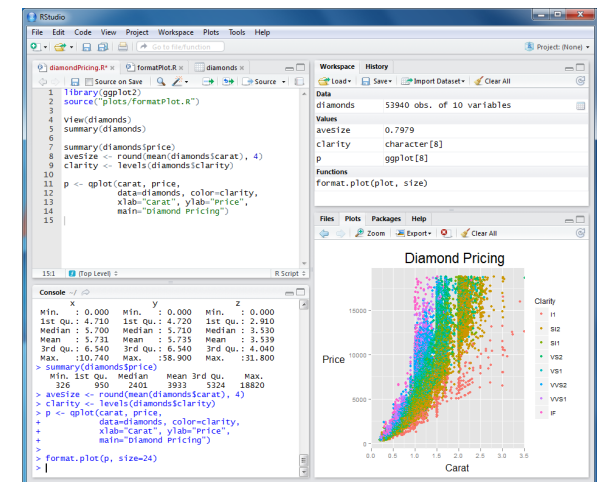 RStudio
File Edit Code View Project Workspace Plots Tools Help
Go to file/function
Project: (None)
diamondPricing.R* formatPlot.R diamonds
Source on Save Source
1 library(ggplot2)
2 source("plots/formatPlot.R")
3
4 view(diamonds)
5 summary(diamonds)
6
7 summary(diamonds$price)
8 aveSize <- round(mean(diamonds$carat), 4)
9 clarity <- levels(diamonds$clarity)
10
11 p <- qplot(carat, price,
12 data=diamonds, color=clarity,
13 xlab="Carat", ylab="Price",
14 main="Diamond Pricing")
15
15:1 (Top Level) R Script
Console ~/
x y z
Min. : 0.000 Min. : 0.000 Min. : 0.000
1st Qu.: 4.710 1st Qu.: 4.720 1st Qu.: 2.910
Median : 5.700 Median : 5.710 Median : 3.530
Mean : 5.731 Mean : 5.735 Mean : 3.539
3rd Qu.: 6.540 3rd Qu.: 6.540 3rd Qu.: 4.040
Max. :10.740 Max. :58.900 Max. :31.800
> summary(diamonds$price)
Min. 1st Qu. Median Mean 3rd Qu. Max.
326 950 2401 3933 5324 18820
> aveSize <- round(mean(diamonds$carat), 4)
> clarity <- levels(diamonds$clarity)
> p <- qplot(carat, price,
+ data=diamonds, color=clarity,
+ xlab="Carat", ylab="Price",
+ main="Diamond Pricing")
>
> format.plot(p, size=24)
>
Workspace History
Load Save Import Dataset Clear All
Data
diamonds 53940 obs. of 10 variables
Values
aveSize 0.7979
clarity character[8]
p ggplot[8]
Functions
format.plot(plot, size)
Files Plots Packages Help
Zoom Export Clear All
Diamond Pricing
Price
15000
10000
5000
0
0.0 0.5 1.0 1.5 2.0 2.5 3.0 3.5
Carat
Clarity
I1
SI2
SI1
VS2
VS1
VVS2
VVS1
IF